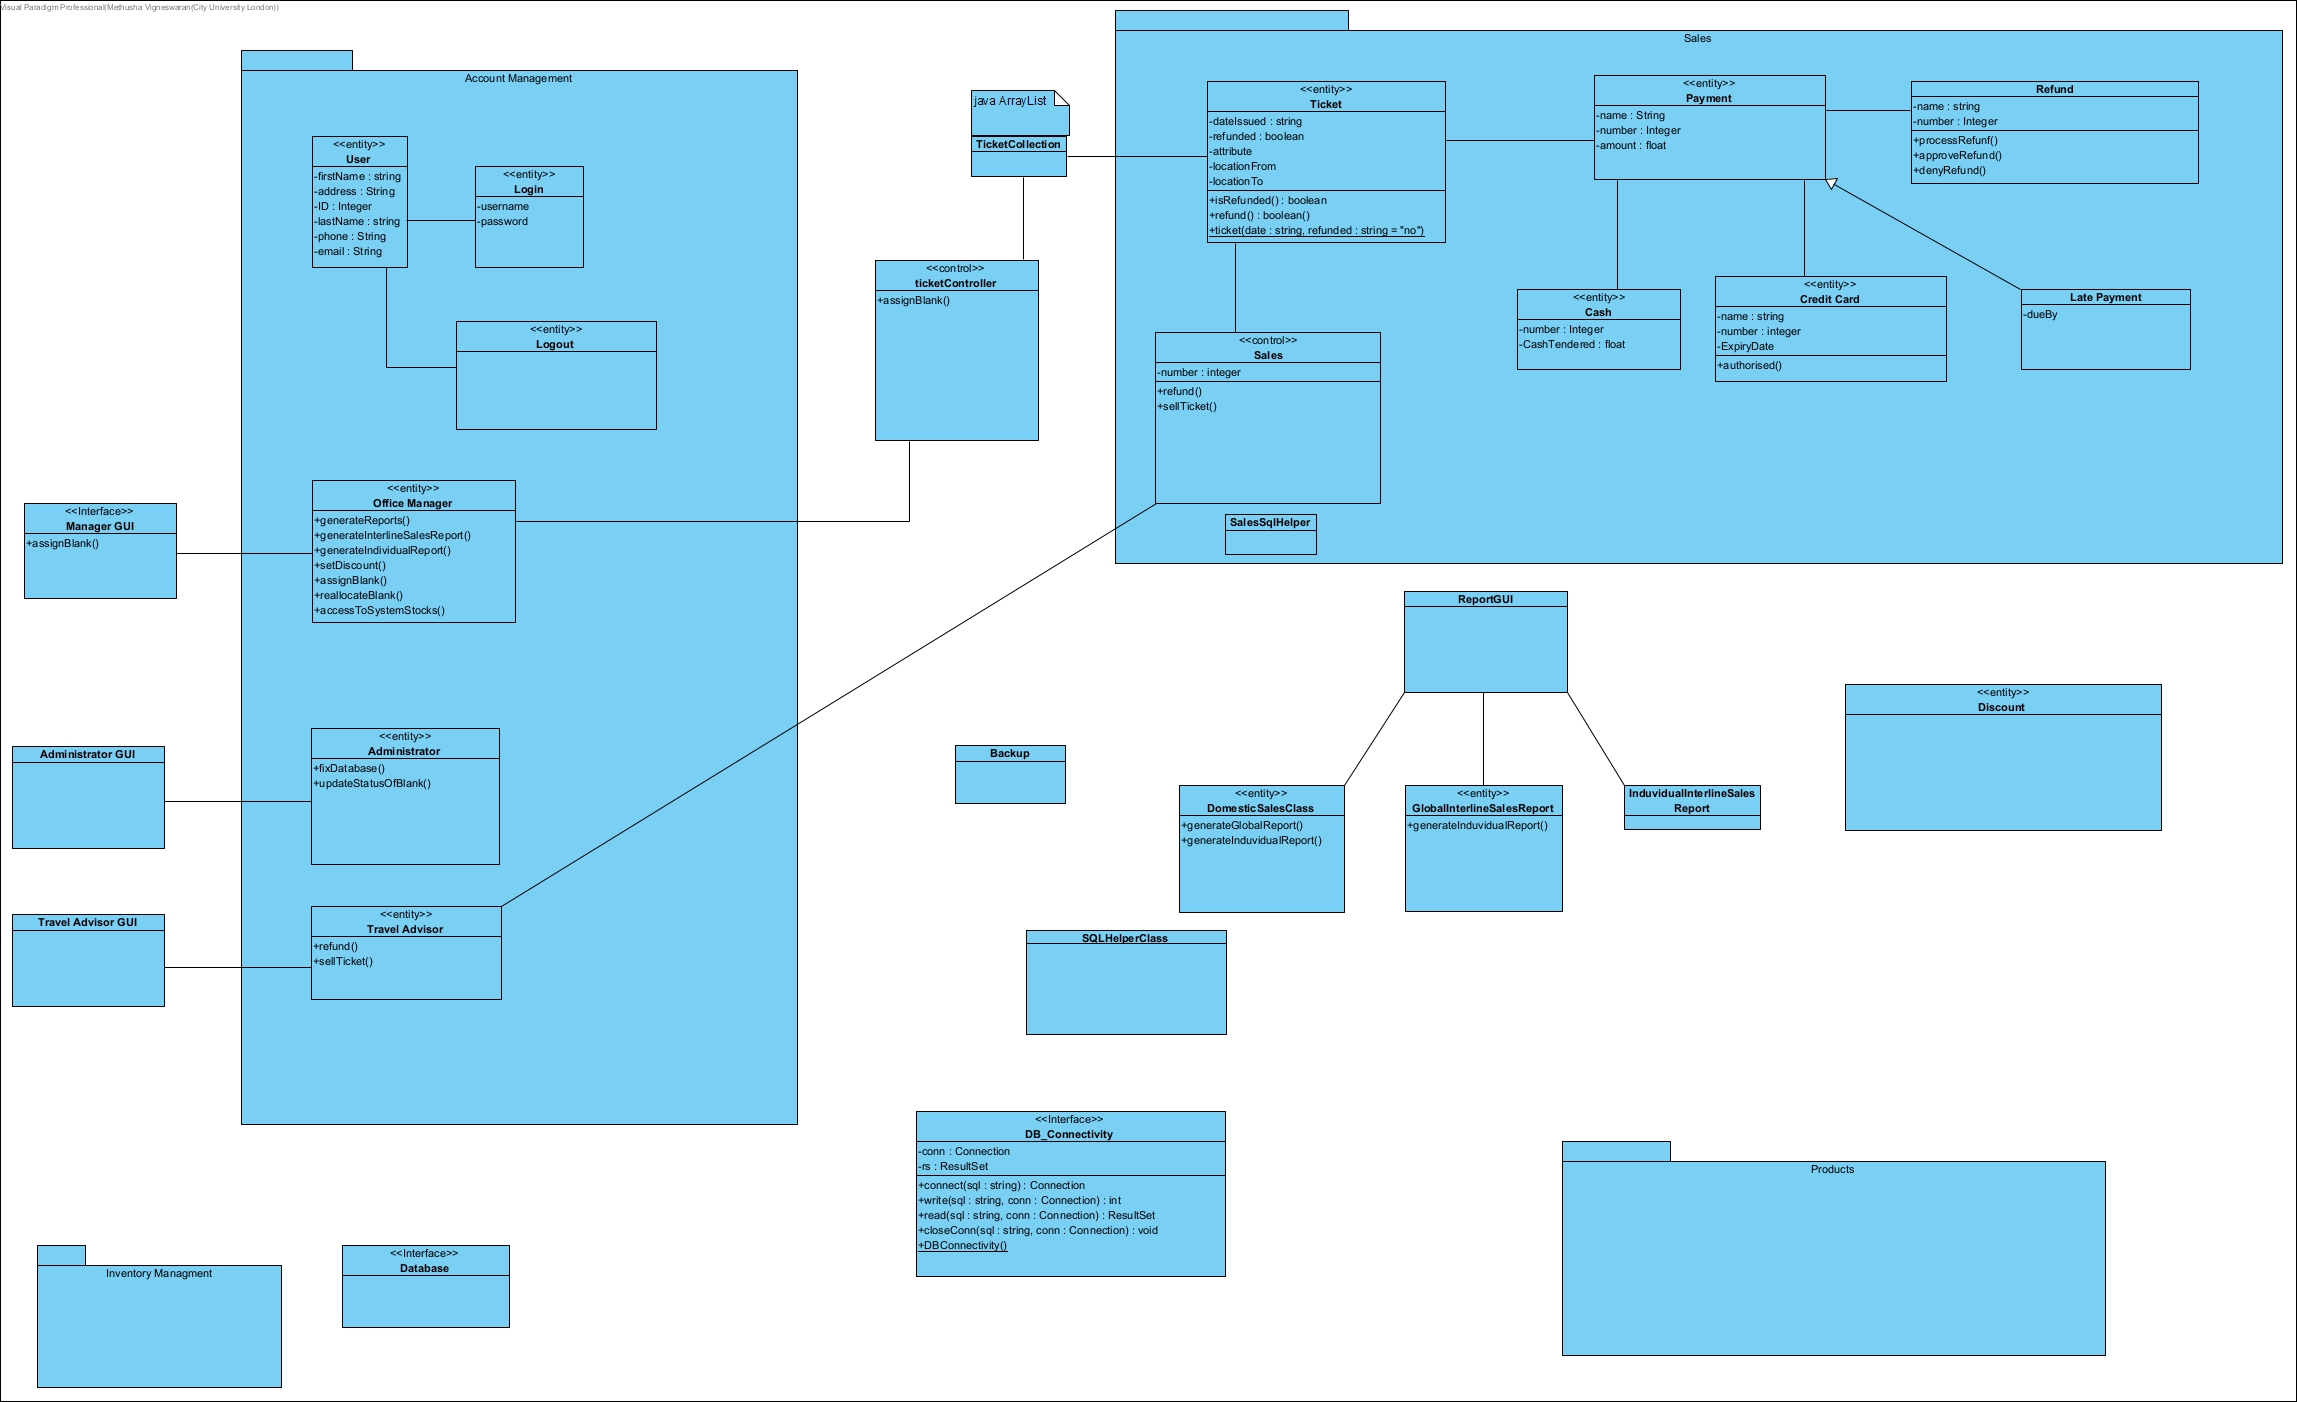 Visual Paradigm Professional(Methusha Vigneswaran(City University London))
Account Management
<<entity>>
User
-firstName : string
-address : String
-ID : Integer
-lastName : string
-phone : String
-email : String
<<entity>>
Login
-username
-password
<<entity>>
Logout
<<Interface>>
Manager GUI
+assignBlank()
<<entity>>
Office Manager
+generateReports()
+generateInterlineSalesReport()
+generateIndividualReport()
+setDiscount()
+assignBlank()
+reallocateBlank()
+accessToSystemStocks()
Administrator GUI
<<entity>>
Administrator
+fixDatabase()
+updateStatusOfBlank()
Travel Advisor GUI
<<entity>>
Travel Advisor
+refund()
+sellTicket()
java ArrayList
TicketCollection
<<control>>
ticketController
+assignBlank()
Sales
<<entity>>
Ticket
-dateIssued : string
-refunded : boolean
-attribute
-locationFrom
-locationTo
+isRefunded() : boolean
+refund() : boolean()
+ticket(date : string, refunded : string = "no")
<<entity>>
Payment
-name : String
-number : Integer
-amount : float
Refund
-name : string
-number : Integer
+processRefunf()
+approveRefund()
+denyRefund()
<<entity>>
Cash
-number : Integer
-CashTendered : float
<<entity>>
Credit Card
-name : string
-number : integer
-ExpiryDate
+authorised()
Late Payment
-dueBy
<<control>>
Sales
-number : integer
+refund()
+sellTicket()
SalesSqlHelper
ReportGUI
<<entity>>
Discount
Backup
<<entity>>
DomesticSalesClass
+generateGlobalReport()
+generateInduvidualReport()
<<entity>>
GlobalInterlineSalesReport
+generateInduvidualReport()
InduvidualInterlineSales
Report
SQLHelperClass
<<Interface>>
DB_Connectivity
-conn : Connection
-rs : ResultSet
+connect(sql : string) : Connection
+write(sql : string, conn : Connection) : int
+read(sql : string, conn : Connection) : ResultSet
+closeConn(sql : string, conn : Connection) : void
+DBConnectivity()
Products
Inventory Managment
<<Interface>>
Database